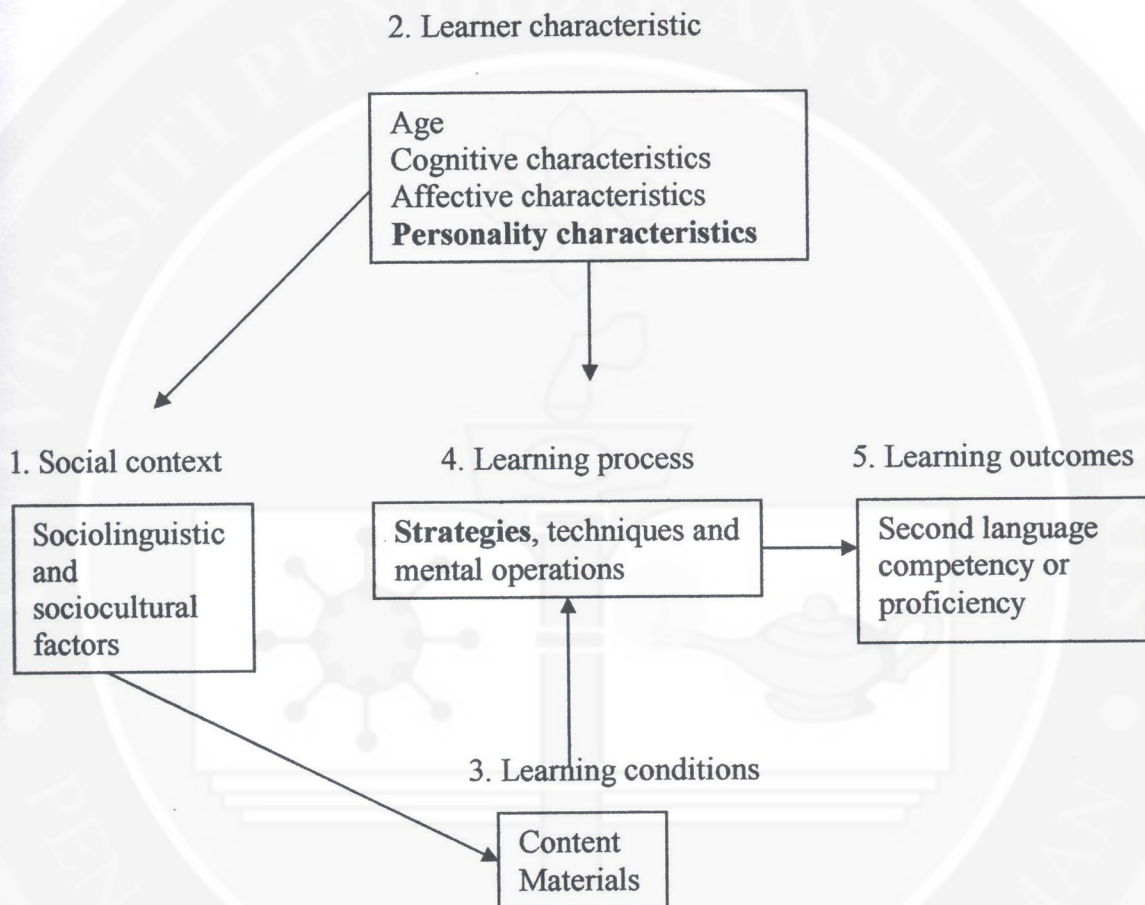 2. Learner characteristic
Age
Cognitive characteristics
Affective characteristics
Personality characteristics
1. Social context
Sociolinguistic
and
sociocultural
factors
4. Learning process
Strategies, techniques and
mental operations
5. Learning outcomes
Second language
competency or
proficiency
3. Learning conditions
Content
Materials